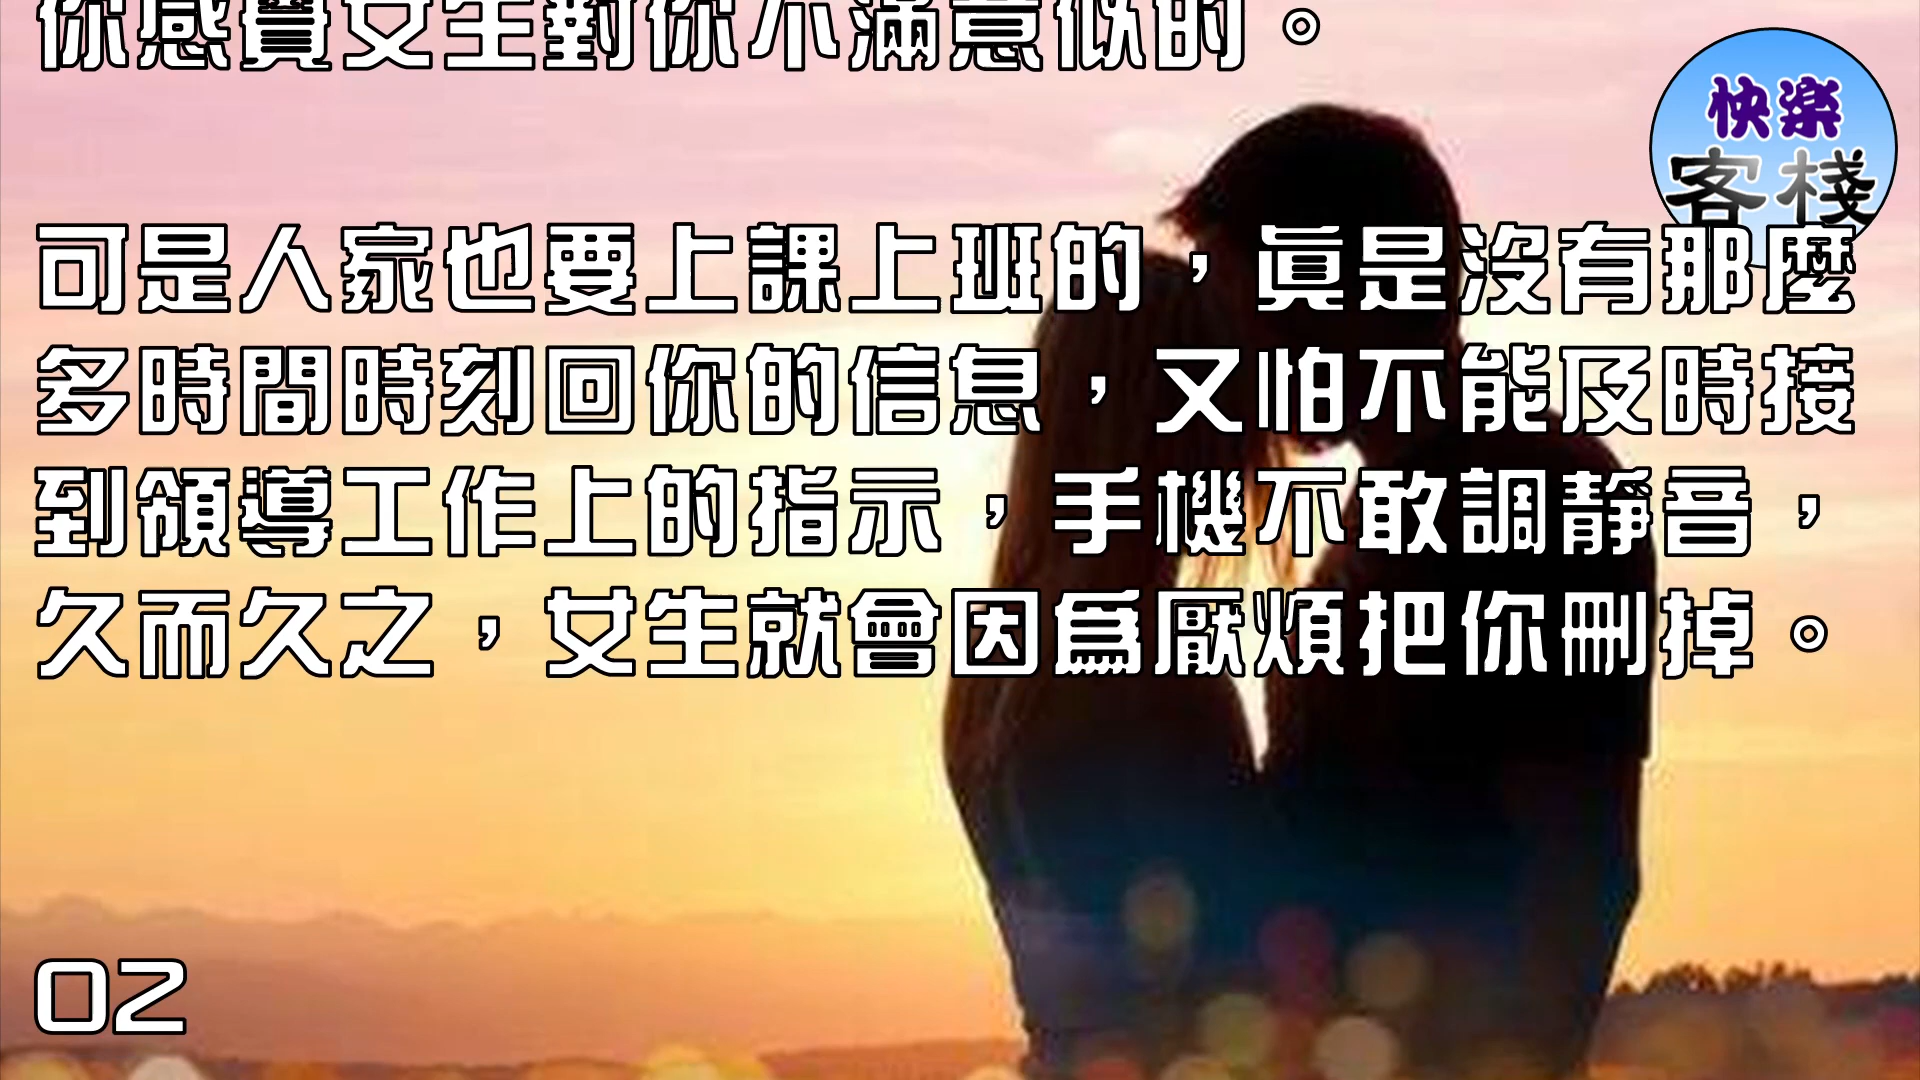 你感覺女生對你不滿意似的。
快楽
客棧
可是人家也要上課上班的，真是沒有那麼
多時間時刻回你的信息，又怕不能及時接
到領導工作上的指示，手機不敢調靜音，
久而久之，女生就會因為厭煩把你刪掉。
02